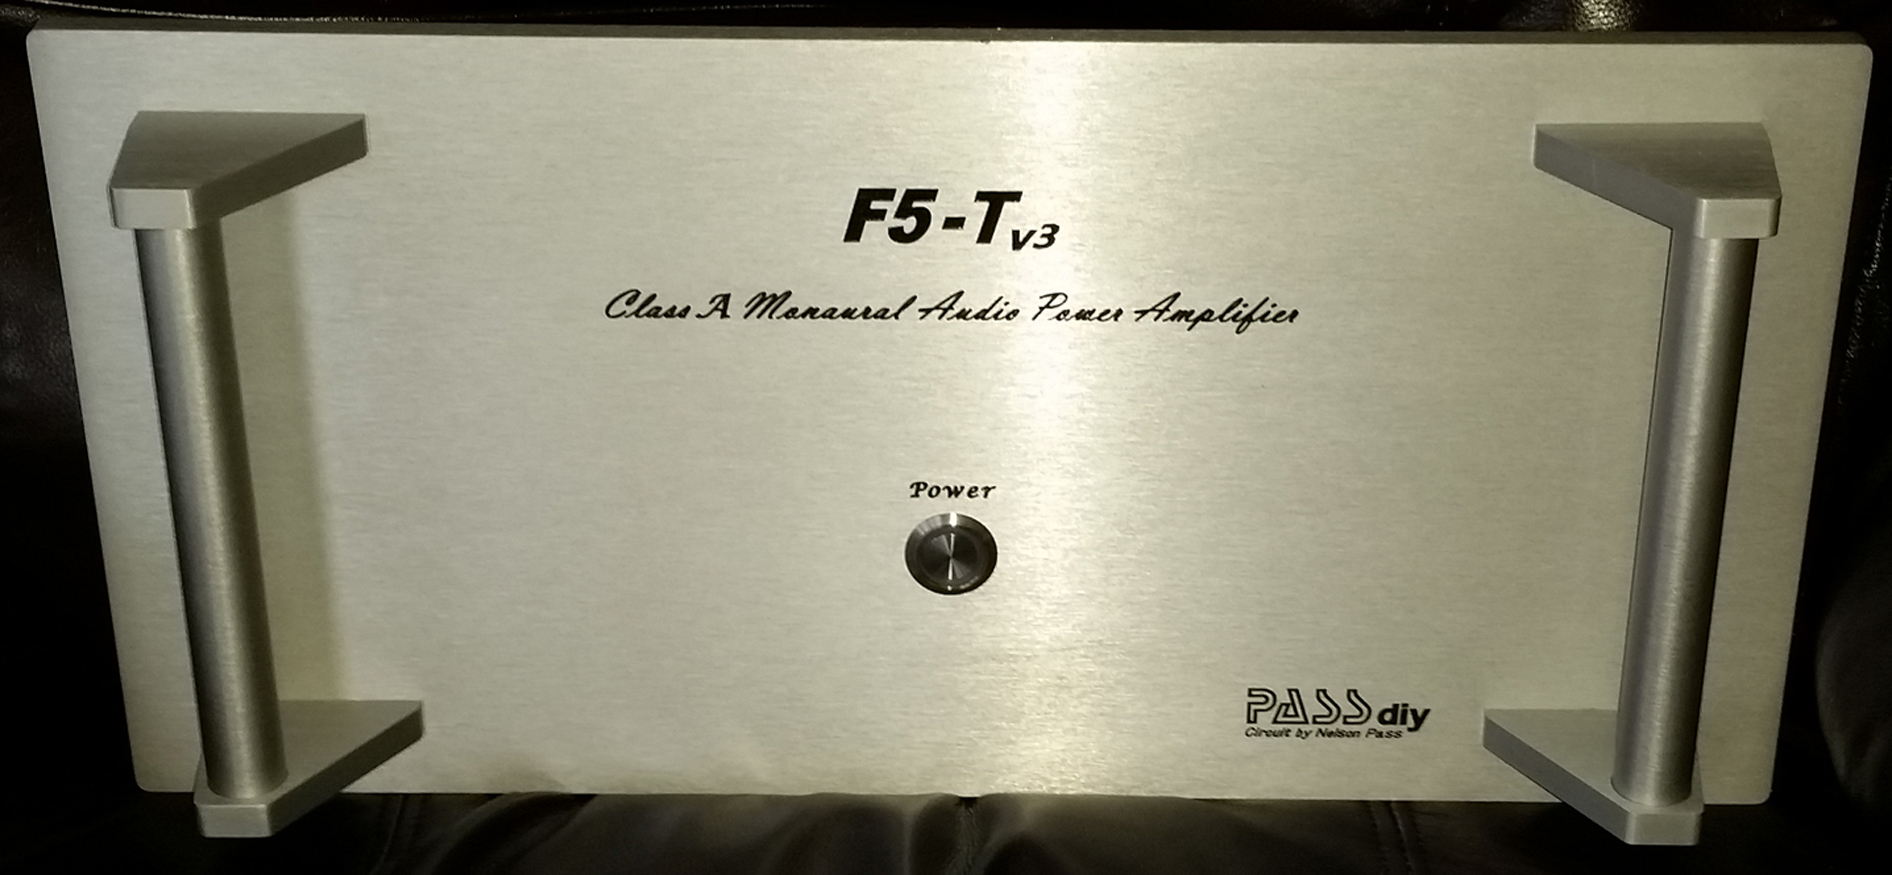 F5-Tv3
Class A Monaural Audio Power Amplifier
Power
PASS diy
Circuit by Nelson Pass